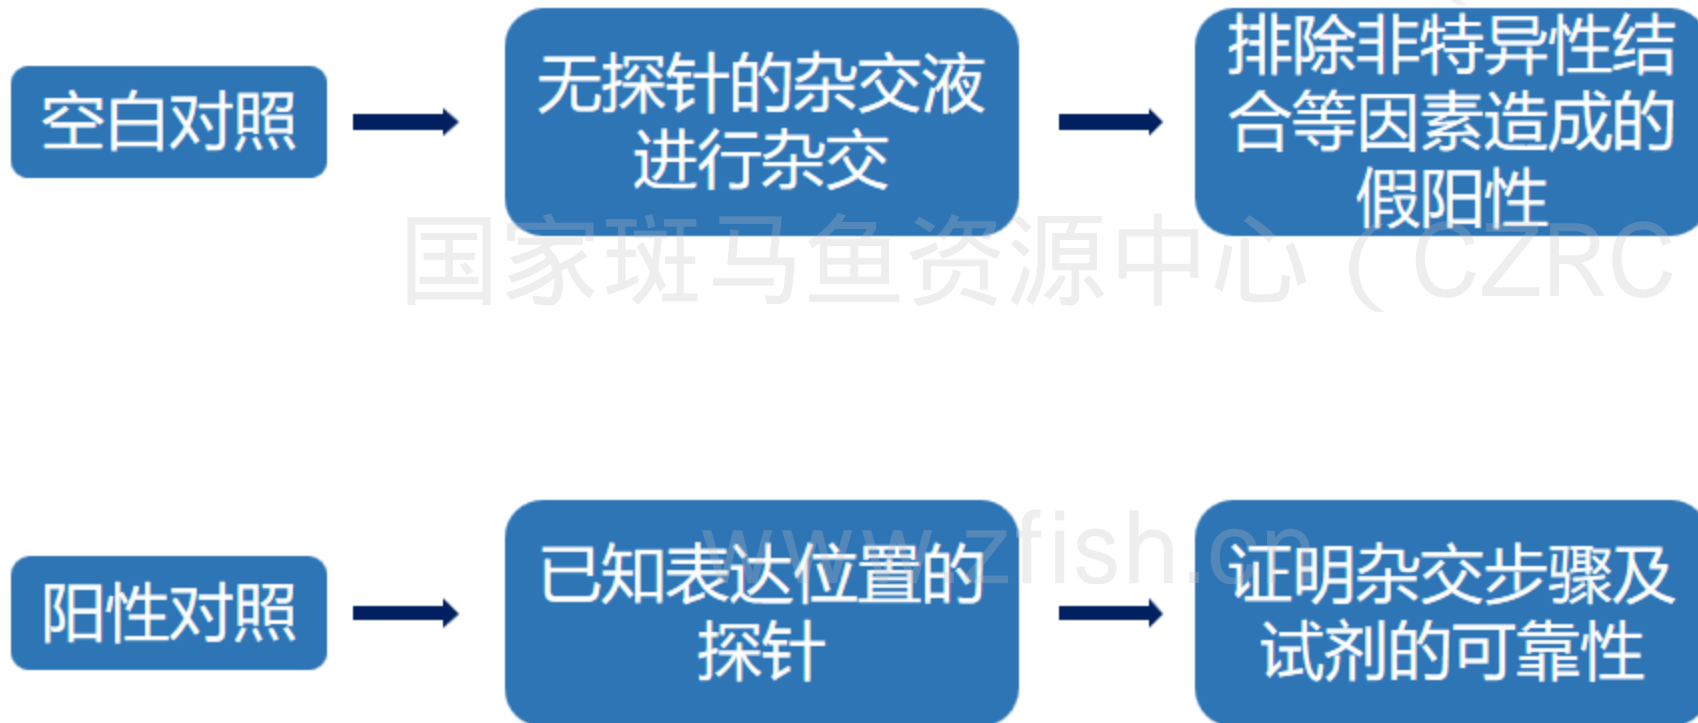 空白对照
无探针的杂交液
进行杂交
排除非特异性结
合等因素造成的
假阳性
国家斑马鱼资源中心（CZRC
阳性对照
已知表达位置的
探针
证明杂交步骤及
试剂的可靠性
www.zfish.cn